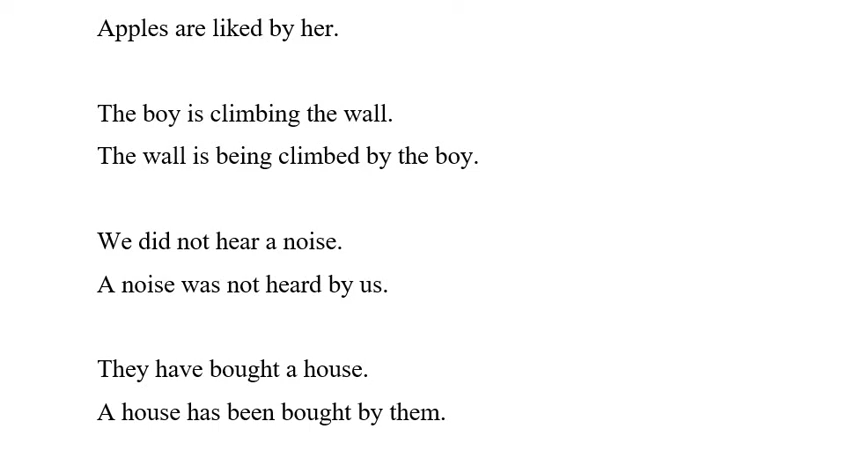 Apples are liked by her.
The boy is climbing the wall.
The wall is being climbed by the boy.
We did not hear a noise.
A noise was not heard by us.
They have bought a house.
A house has been bought by them.